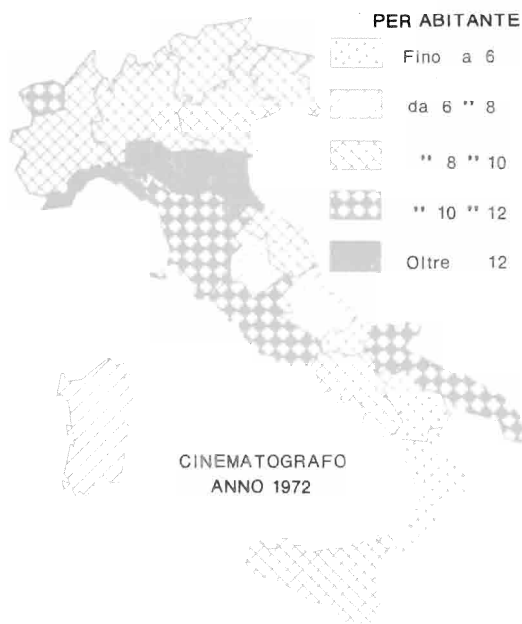 PER ABITANTE
Fino a 6
da 6 " 8
" 8 " 10
" 10 " 12
Oltre 12
CINEMATOGRAFO
ANNO 1972